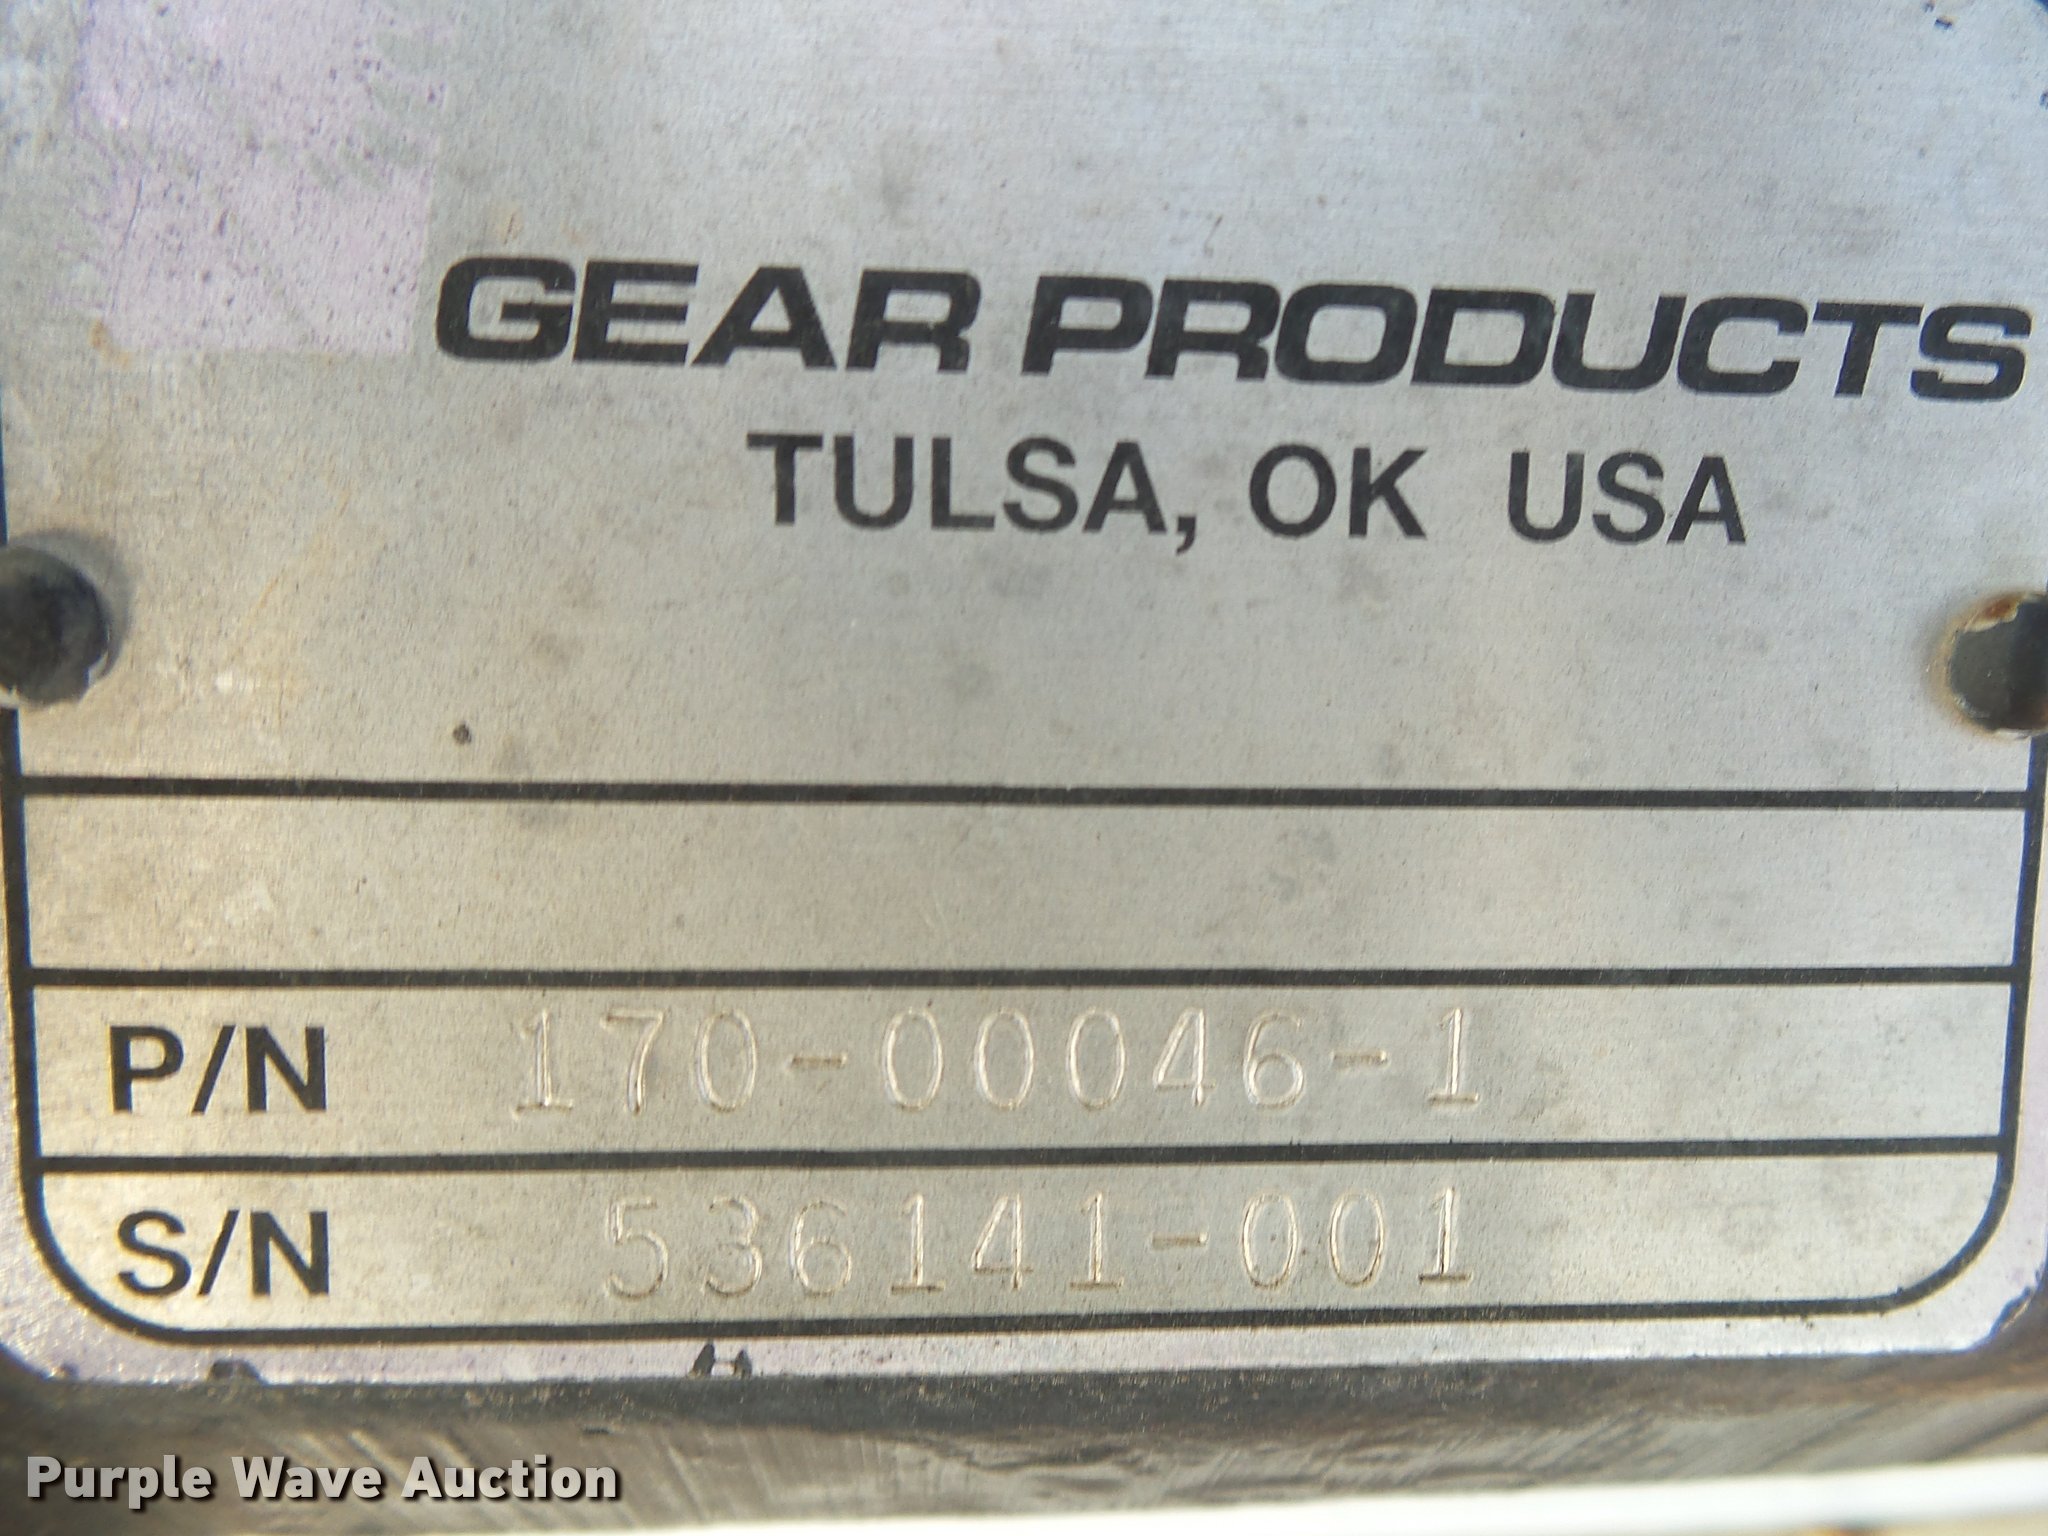 GEAR PRODUCTS
TULSA, OK USA
P/N 170-00046-1
S/N 536141-001
Purple Wave Auction